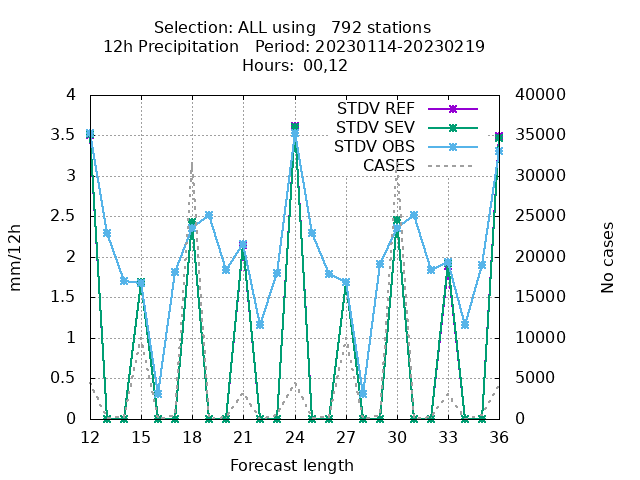 Selection: ALL using   792 stations
12h Precipitation   Period: 20230114-20230219
Hours:  00,12
STDV REF
STDV SEV
STDV OBS
CASES
4
3.5
3
2.5
2
1.5
1
0.5
0
40000
35000
30000
25000
20000
15000
10000
5000
0
mm/12h
No cases
12 15 18 21 24 27 30 33 36
Forecast length